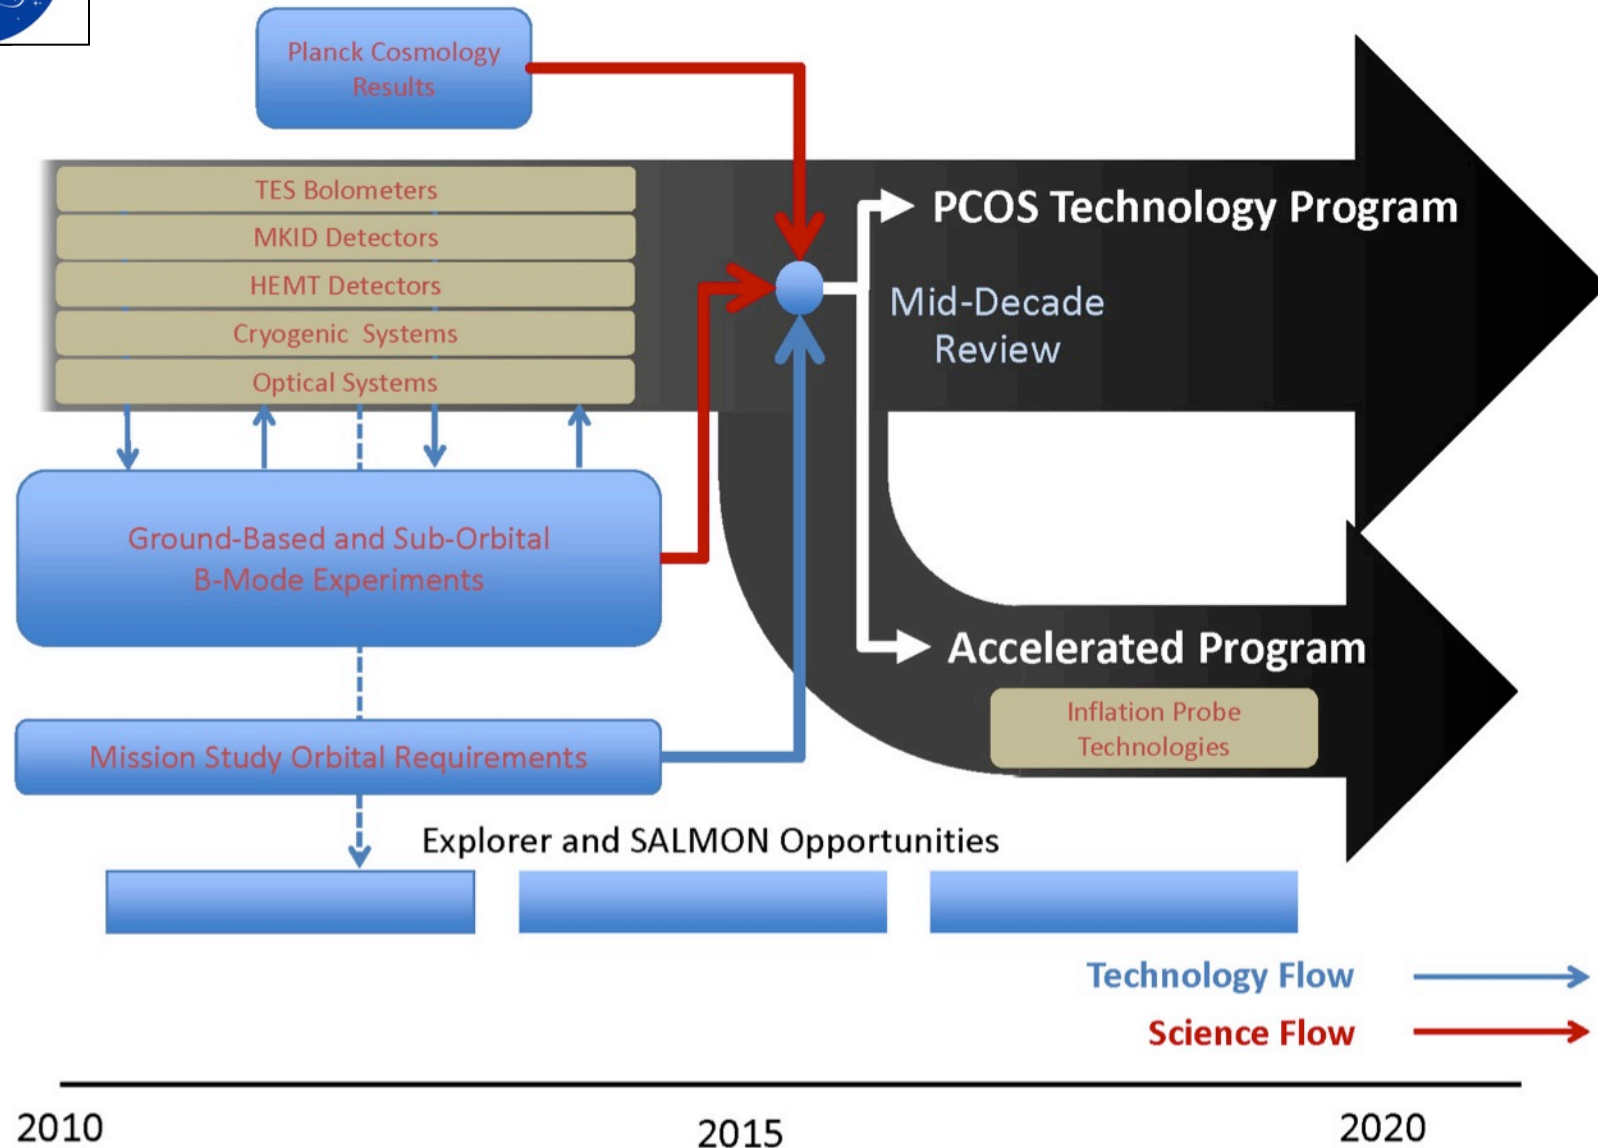 Planck Cosmology
Results
TES Bolometers
MKID Detectors
HEMT Detectors
Cryogenic Systems
Optical Systems
PCOS Technology Program
Mid-Decade
Review
Ground-Based and Sub-Orbital
B-Mode Experiments
Accelerated Program
Inflation Probe
Technologies
Mission Study Orbital Requirements
Explorer and SALMON Opportunities
Technology Flow
Science Flow
2010
2015
2020